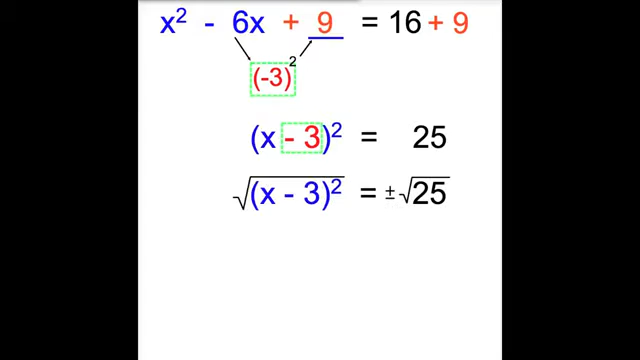 x² - 6x + 9 = 16 + 9
(-3)²
(x - 3)² = 25
√(x - 3)² = ±√25